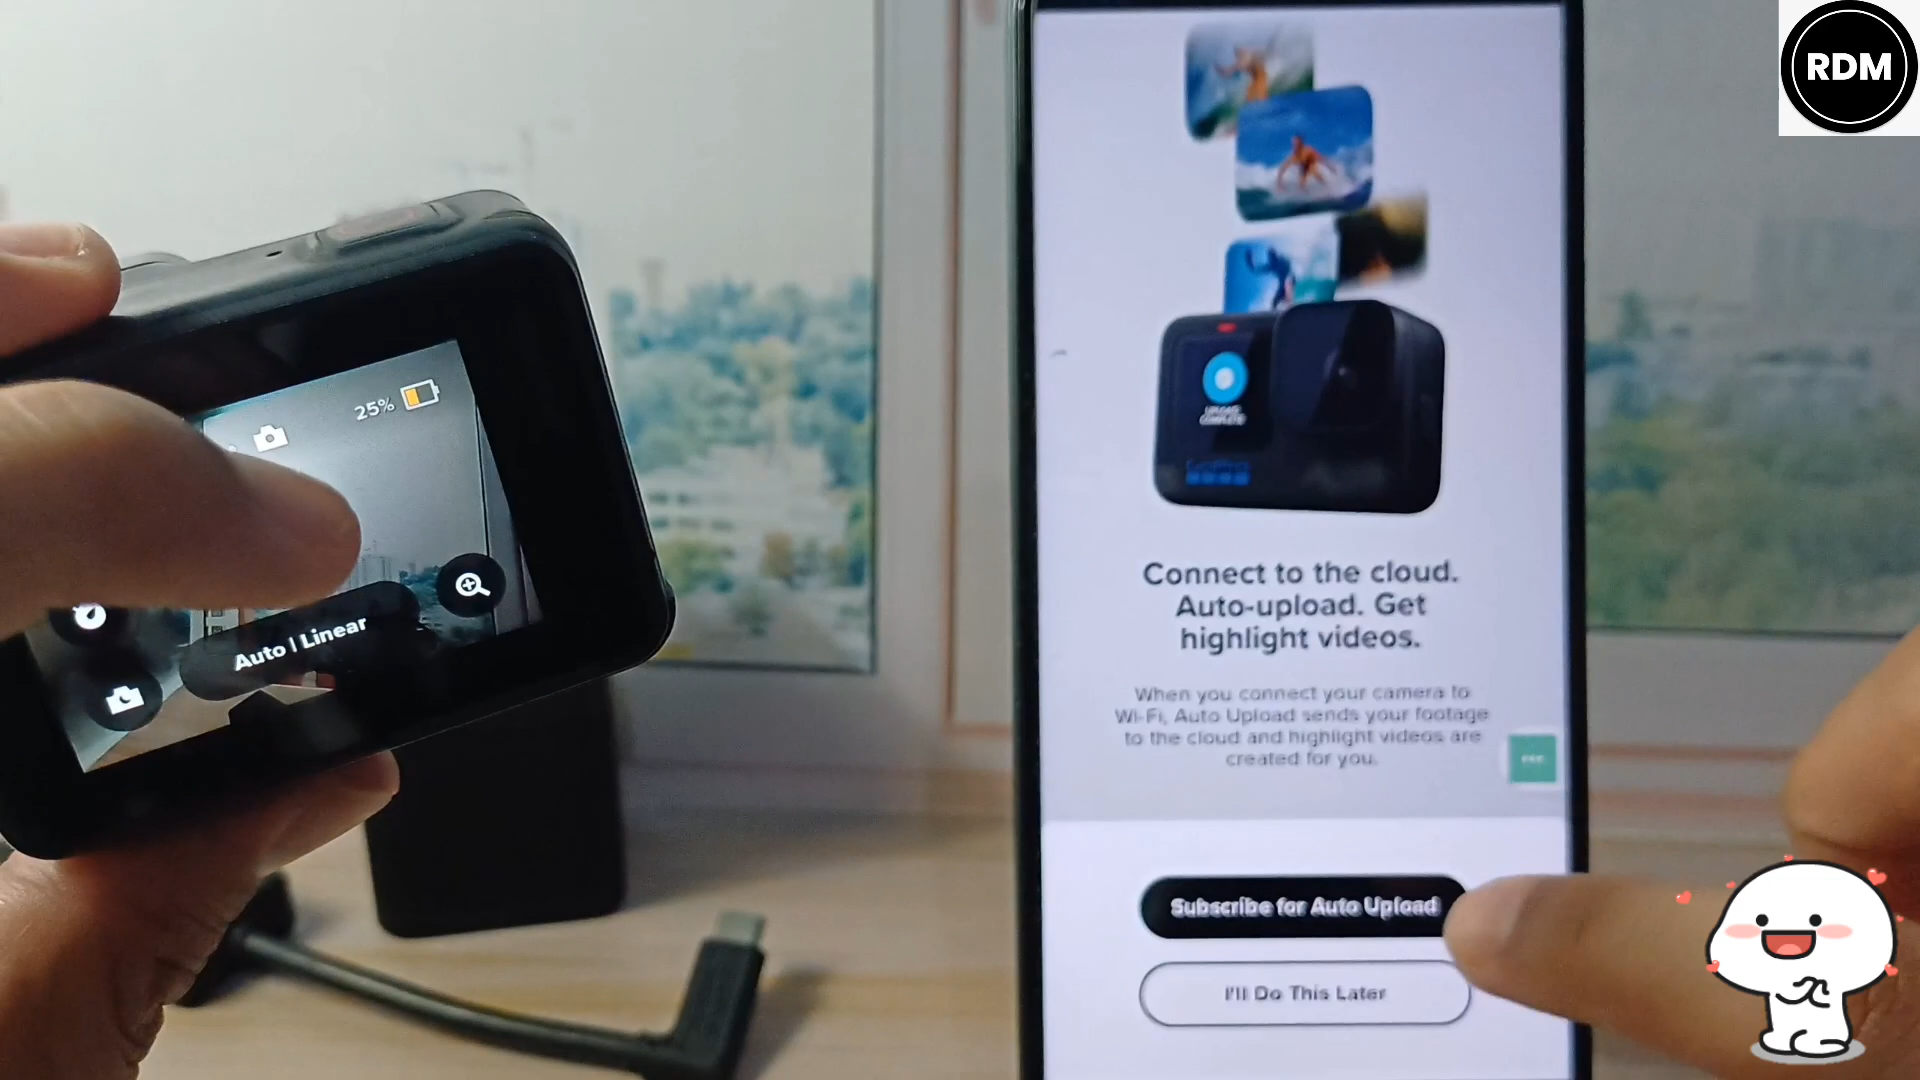 RDM
25%
Auto | Linear
Connect to the cloud.
Auto-upload. Get
highlight videos.
When you connect your camera to
Wi-Fi, Auto Upload sends your footage
to the cloud and highlight videos are
created for you.
Subscribe for Auto Upload
I'll Do This Later